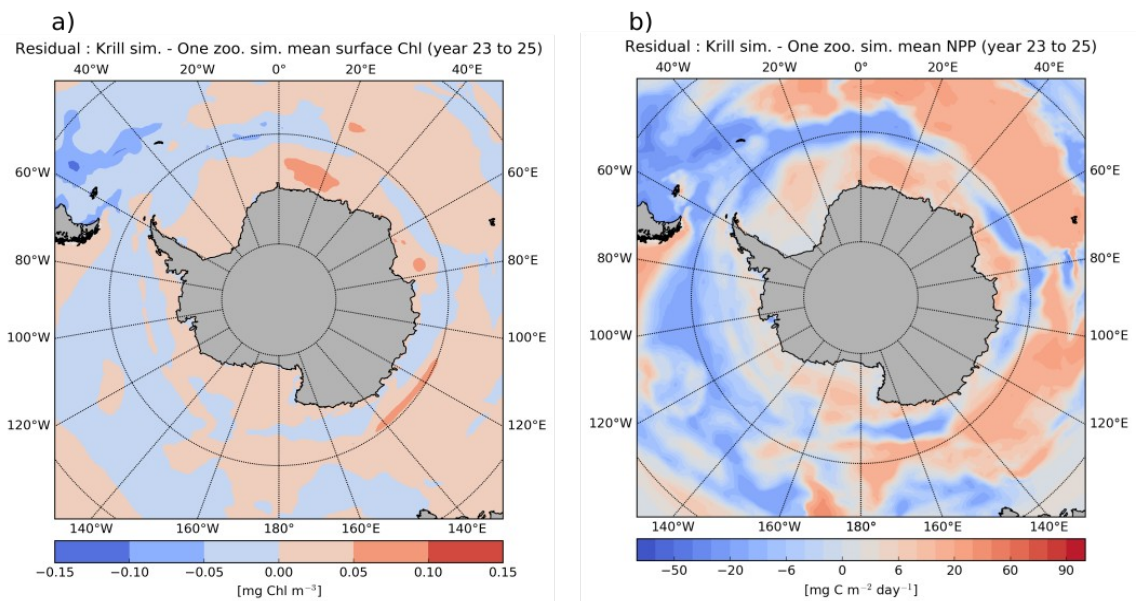 a)
Residual : Krill sim. - One zoo. sim. mean surface Chl (year 23 to 25)
40°W 20°W 0° 20°E 40°E
60°W 60°E
80°W 80°E
100°W 100°E
120°W 120°E
140°W 160°W 180° 160°E 140°E
−0.15 −0.10 −0.05 0.00 0.05 0.10 0.15
[mg Chl m⁻³]
b)
Residual : Krill sim. - One zoo. sim. mean NPP (year 23 to 25)
40°W 20°W 0° 20°E 40°E
60°W 60°E
80°W 80°E
100°W 100°E
120°W 120°E
140°W 160°W 180° 160°E 140°E
−50 −20 −6 0 6 20 60 90
[mg C m⁻² day⁻¹]